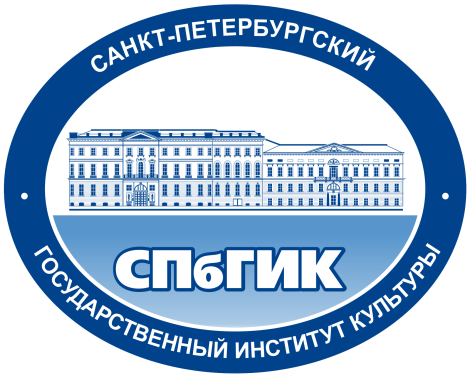 САНКТ-ПЕТЕРБУРГСКИЙ
СПбГИК
ГОСУДАРСТВЕННЫЙ ИНСТИТУТ КУЛЬТУРЫ